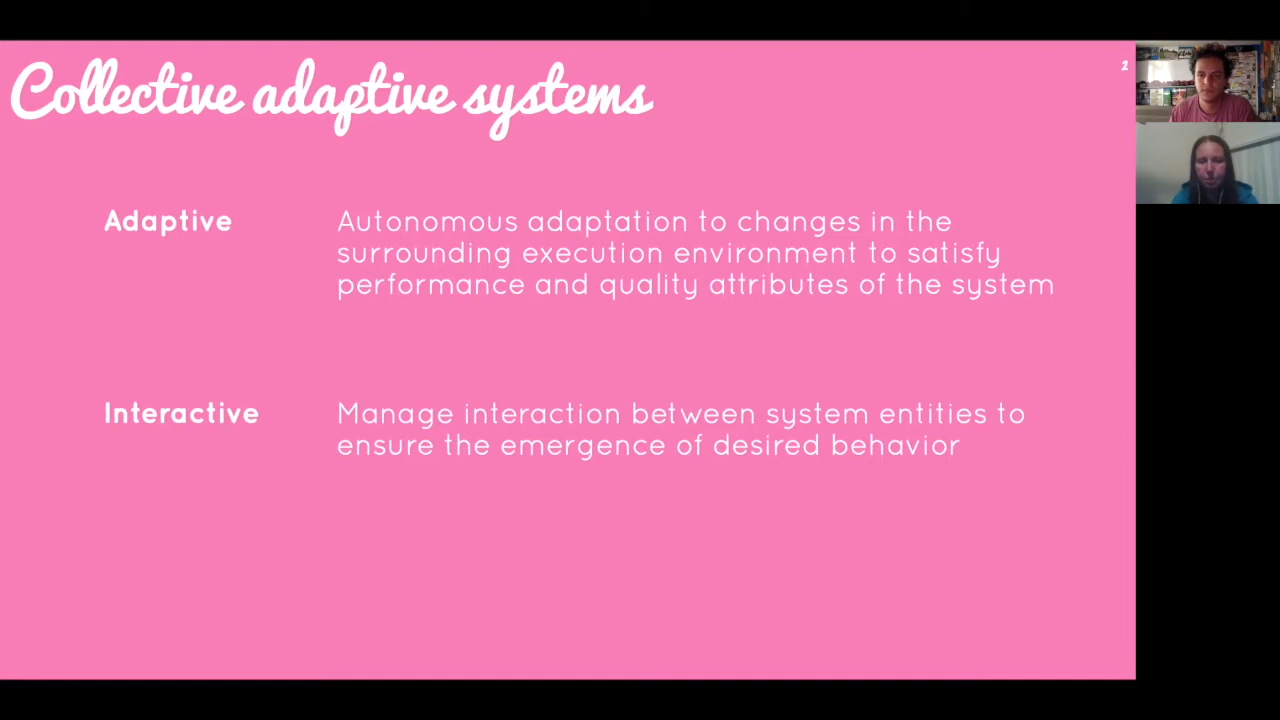 Collective adaptive systems
2
Adaptive
Autonomous adaptation to changes in the
surrounding execution environment to satisfy
performance and quality attributes of the system
Interactive
Manage interaction between system entities to
ensure the emergence of desired behavior